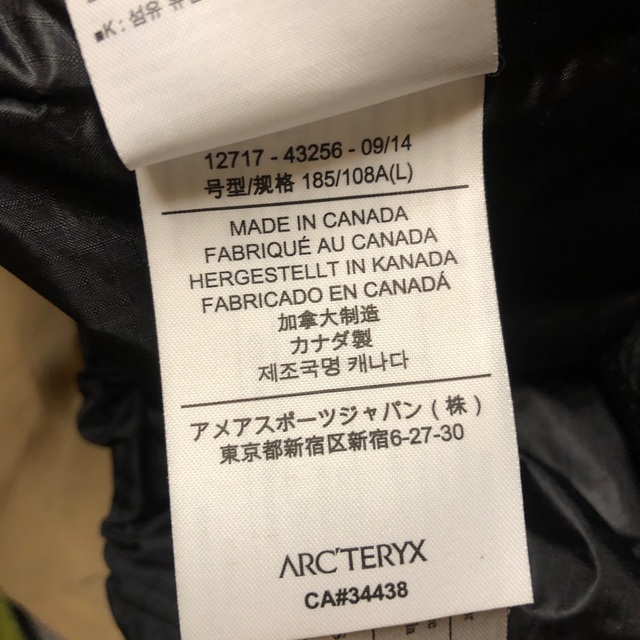 ■K : 섬유
12717 - 43256 - 09/14
号型/规格 185/108A(L)
MADE IN CANADA
FABRIQUÉ AU CANADA
HERGESTELLT IN KANADA
FABRICADO EN CANADÁ
加拿大制造
カナダ製
제조국명 캐나다
アメアスポーツジャパン ( 株 )
東京都新宿区新宿6-27-30
ARC'TERYX
CA#34438